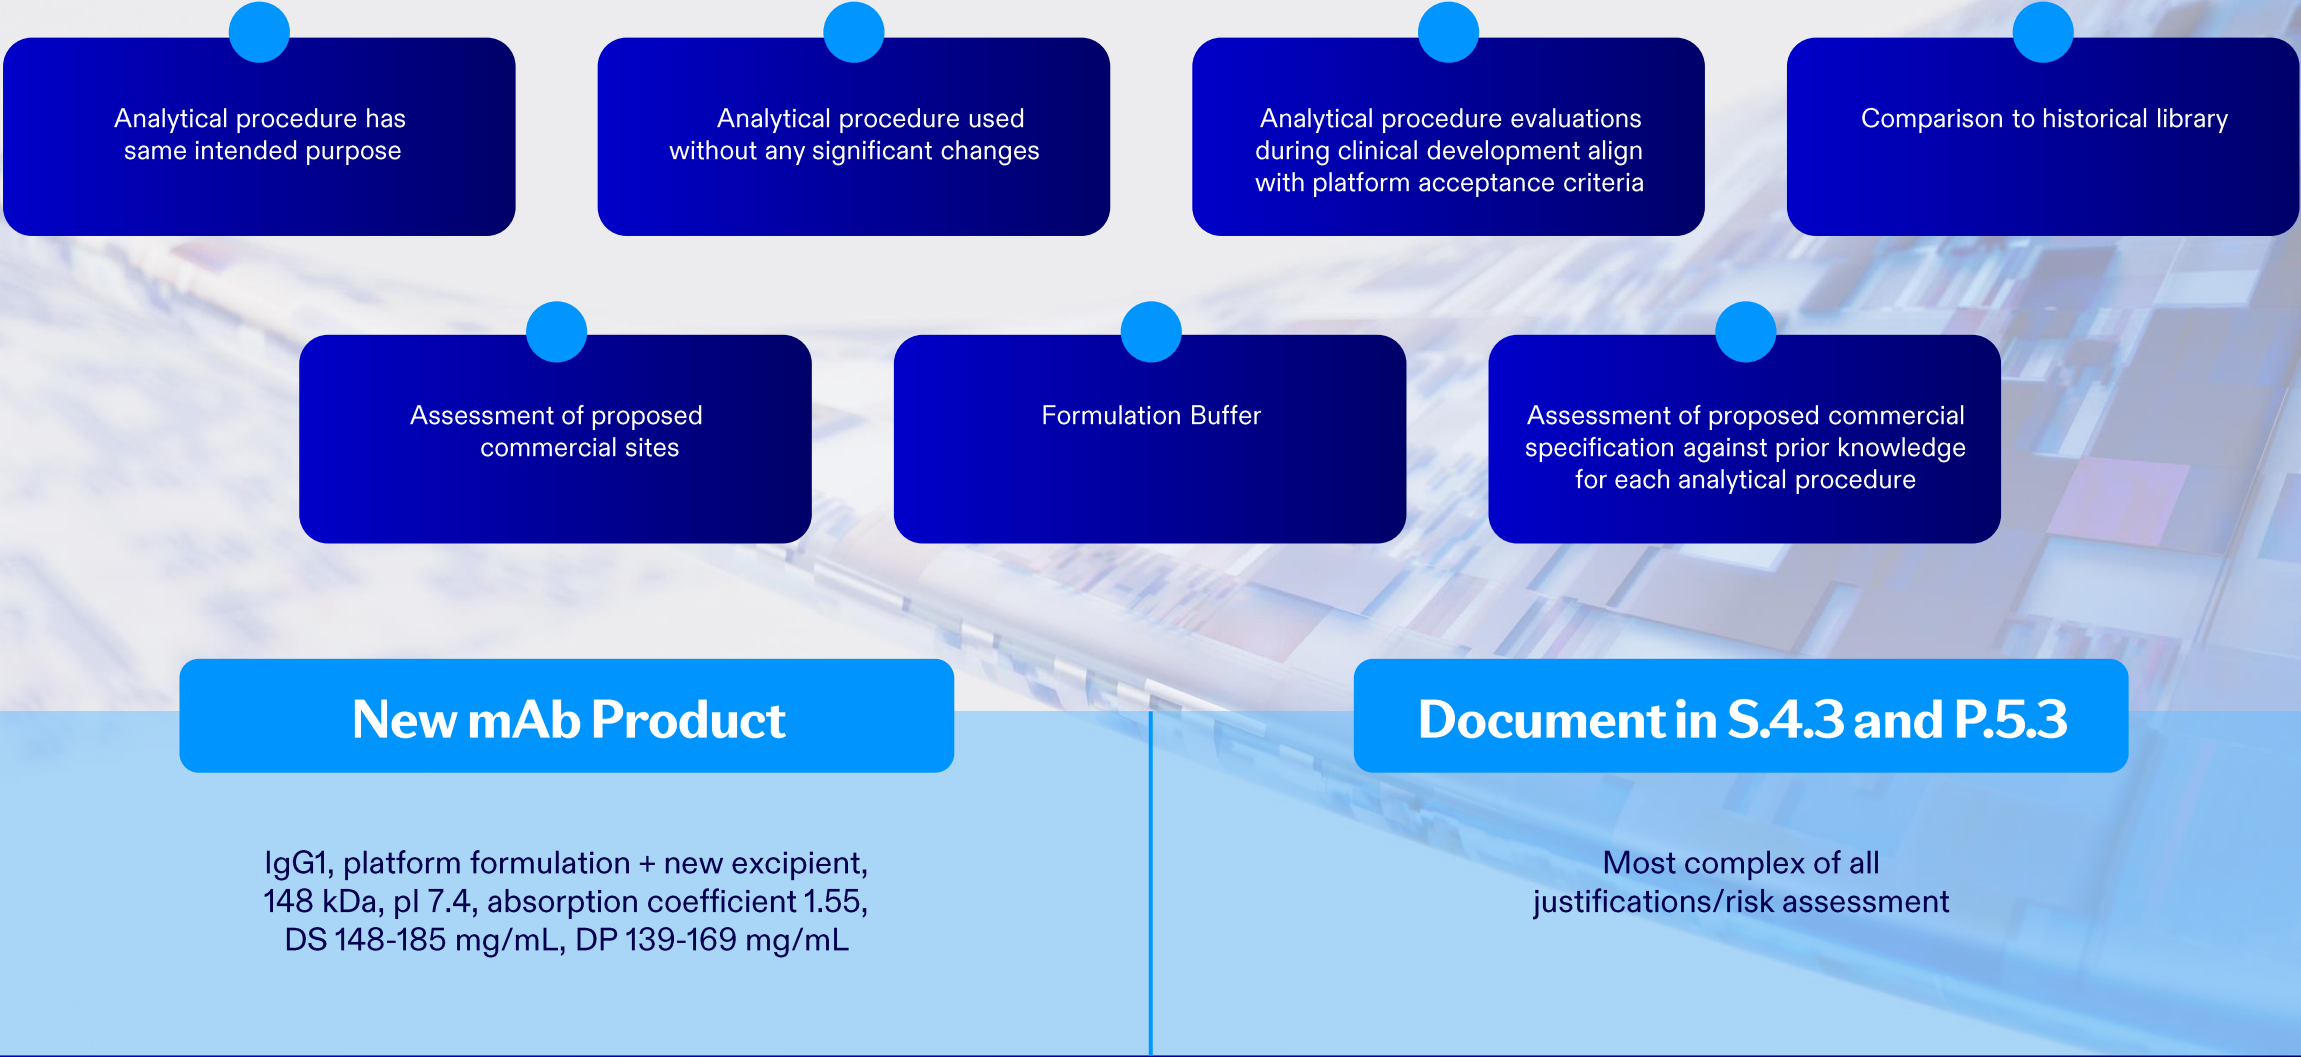 Analytical procedure has
same intended purpose
Analytical procedure used
without any significant changes
Analytical procedure evaluations
during clinical development align
with platform acceptance criteria
Comparison to historical library
Assessment of proposed
commercial sites
Formulation Buffer
Assessment of proposed commercial
specification against prior knowledge
for each analytical procedure
New mAb Product
IgG1, platform formulation + new excipient,
148 kDa, pI 7.4, absorption coefficient 1.55,
DS 148-185 mg/mL, DP 139-169 mg/mL
Document in S.4.3 and P.5.3
Most complex of all
justifications/risk assessment